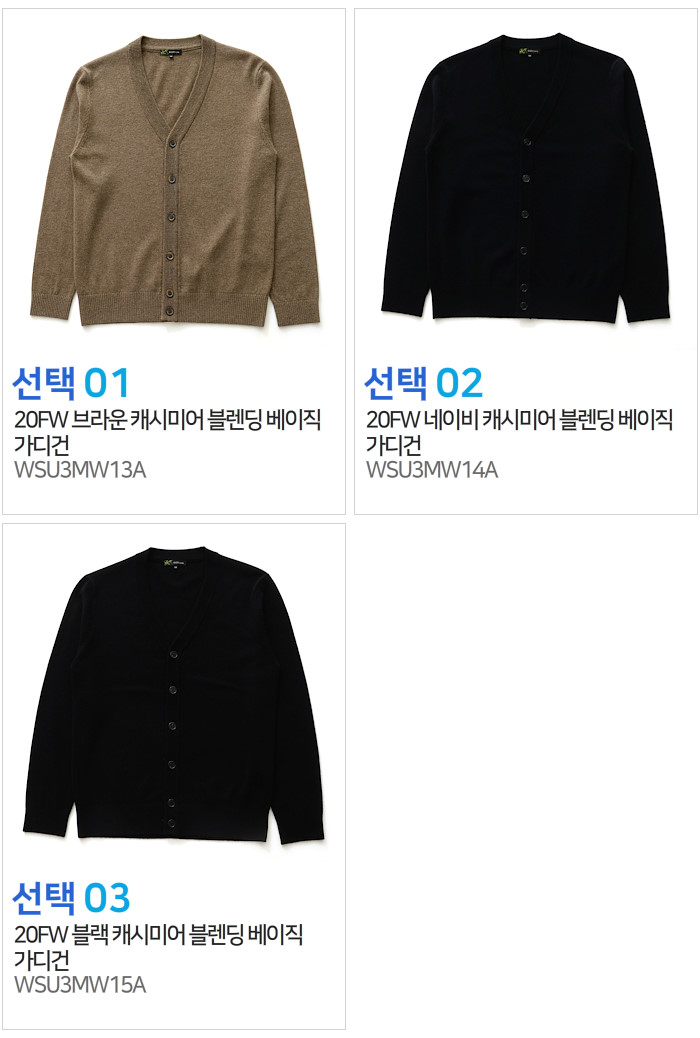 선택 01
20FW 브라운 캐시미어 블렌딩 베이직
가디건
WSU3MW13A
선택 02
20FW 네이비 캐시미어 블렌딩 베이직
가디건
WSU3MW14A
선택 03
20FW 블랙 캐시미어 블렌딩 베이직
가디건
WSU3MW15A